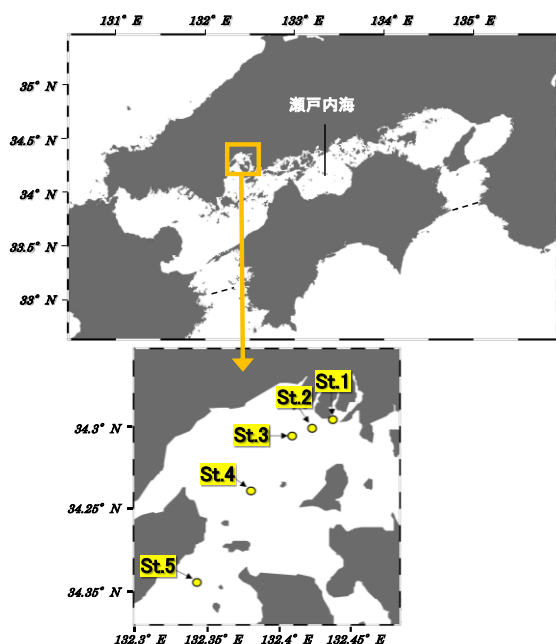 131° E 132° E 133° E 134° E 135° E
35° N
瀬戸内海
34.5° N
34° N
33.5° N
33° N
St.1
St.2
34.3° N
St.3
St.4
34.25° N
St.5
34.35° N
132.3° E 132.35° E 132.4° E 132.45° E